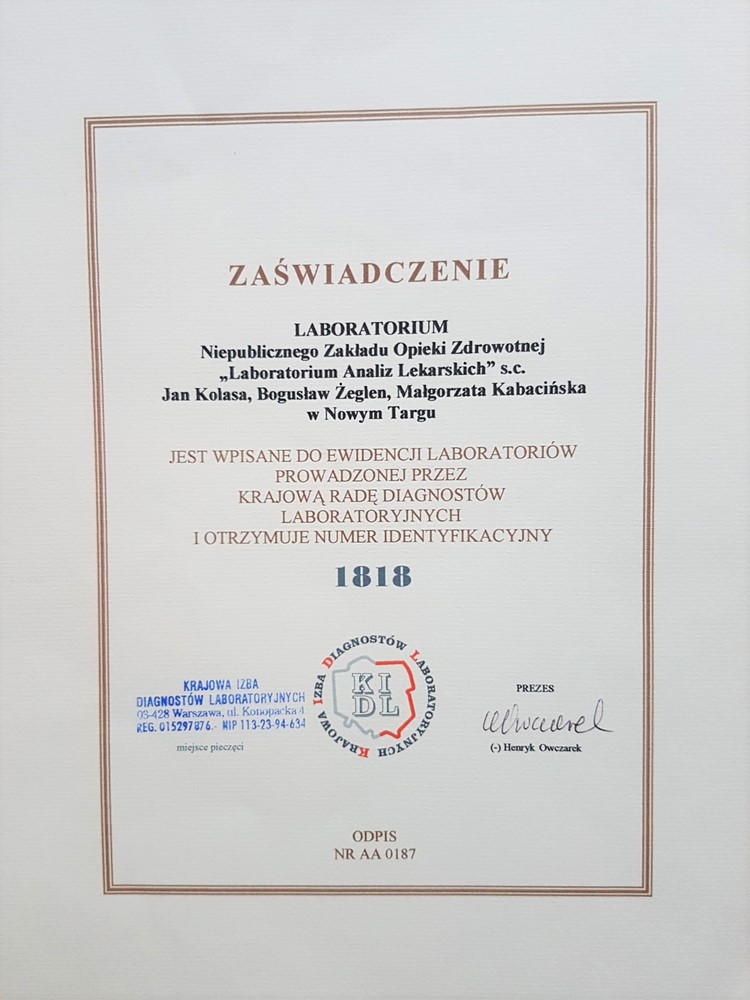 ZAŚWIADCZENIE
LABORATORIUM
Niepublicznego Zakładu Opieki Zdrowotnej
„Laboratorium Analiz Lekarskich” s.c.
Jan Kolasa, Bogusław Żeglen, Małgorzata Kabacińska
w Nowym Targu
JEST WPISANE DO EWIDENCJI LABORATORIÓW
PROWADZONEJ PRZEZ
KRAJOWĄ RADĘ DIAGNOSTÓW
LABORATORYJNYCH
I OTRZYMUJE NUMER IDENTYFIKACYJNY
1818
KRAJOWA IZBA
DIAGNOSTÓW LABORATORYJNYCH
03-428 Warszawa, ul. Konopacka 4
REG. 015297876.- NIP 113-23-94-634
miejsce pieczęci
KRAJOWA IZBA DIAGNOSTÓW LABORATORYJNYCH
KI
DL
PREZES
(-) Henryk Owczarek
ODPIS
NR AA 0187